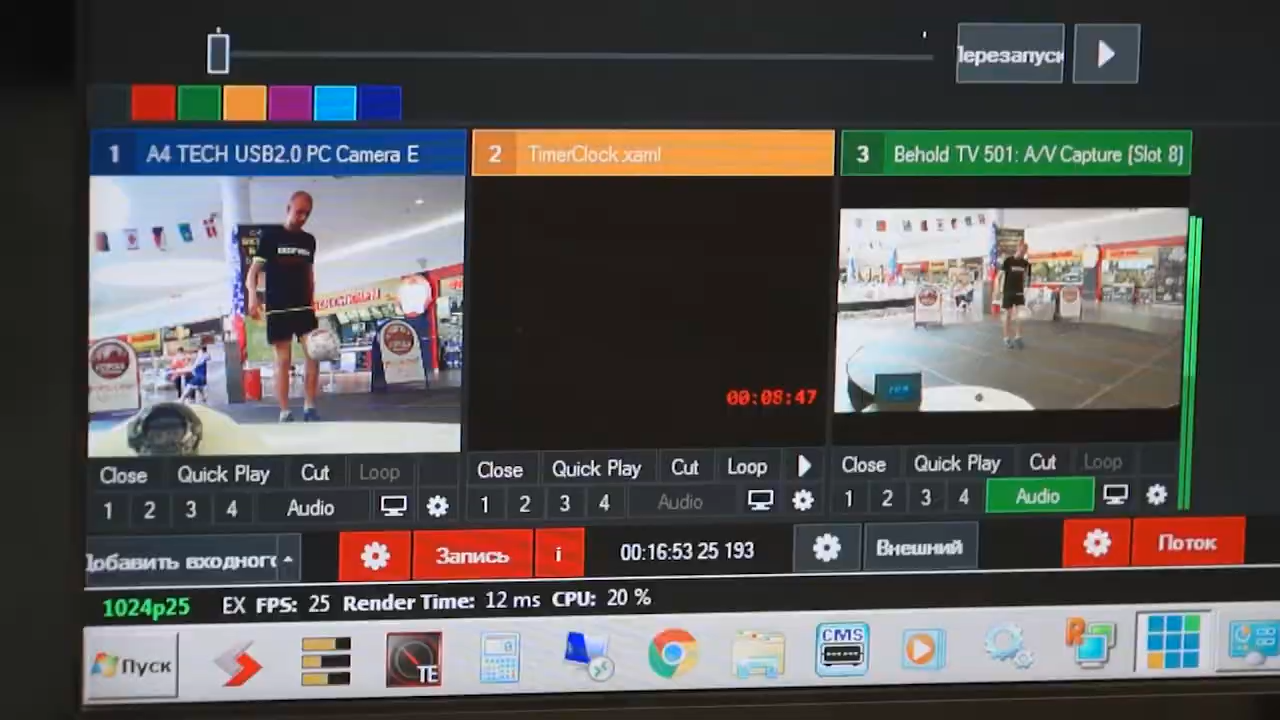 Перезапуск
1 A4 TECH USB2.0 PC Camera E
2 TimerClock.xaml
3 Behold TV 501: A/V Capture (Slot 8)
00:08:47
Close Quick Play Cut Loop
Close Quick Play Cut Loop
Close Quick Play Cut Loop
1 2 3 4 Audio
1 2 3 4 Audio
1 2 3 4 Audio
Добавить входного
Запись
i
00:16:53 25 193
Внешний
Поток
1024p25 EX FPS: 25 Render Time: 12 ms CPU: 20 %
Пуск
TE
CMS